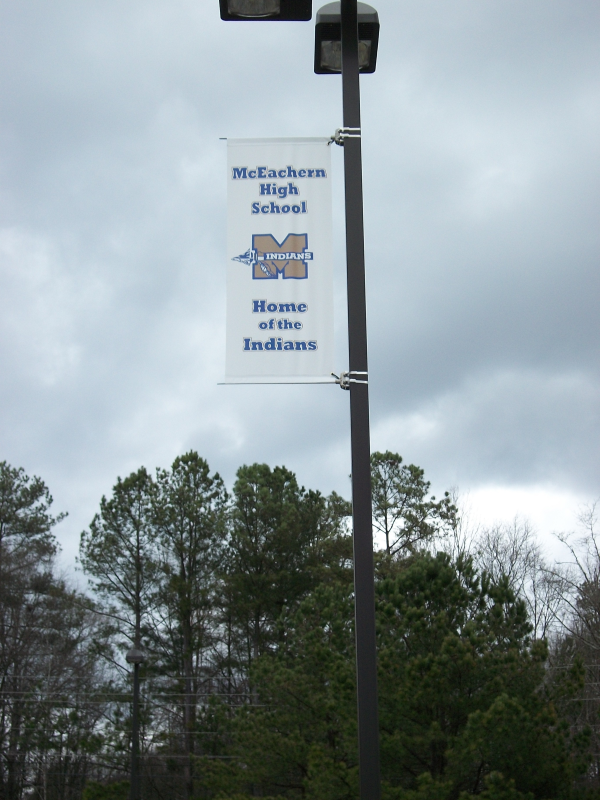 McEachern
High
School
INDIANS
Home
of the
Indians